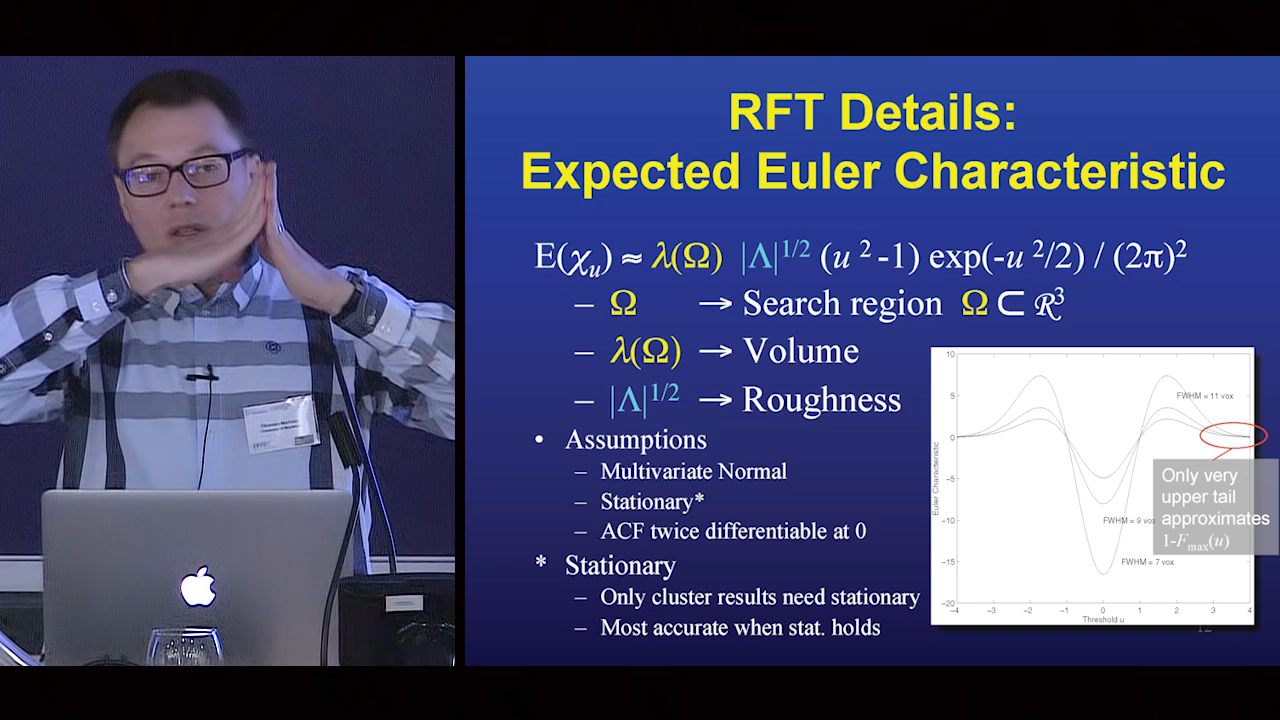 RFT Details:
Expected Euler Characteristic
E(χu) ≈ λ(Ω) |Λ|1/2 (u 2 -1) exp(-u 2/2) / (2π)2
– Ω → Search region Ω ⊂ ℛ3
– λ(Ω) → Volume
– |Λ|1/2 → Roughness
• Assumptions
– Multivariate Normal
– Stationary*
– ACF twice differentiable at 0
* Stationary
– Only cluster results need stationary
– Most accurate when stat. holds
10
5
0
−5
−10
−15
−20
−4 −3 −2 −1 0 1 2 3 4
Euler Characteristic
Threshold u
FWHM = 11 vox
FWHM = 9 vox
FWHM = 7 vox
Only very
upper tail
approximates
1-Fmax(u)
12
Thomas